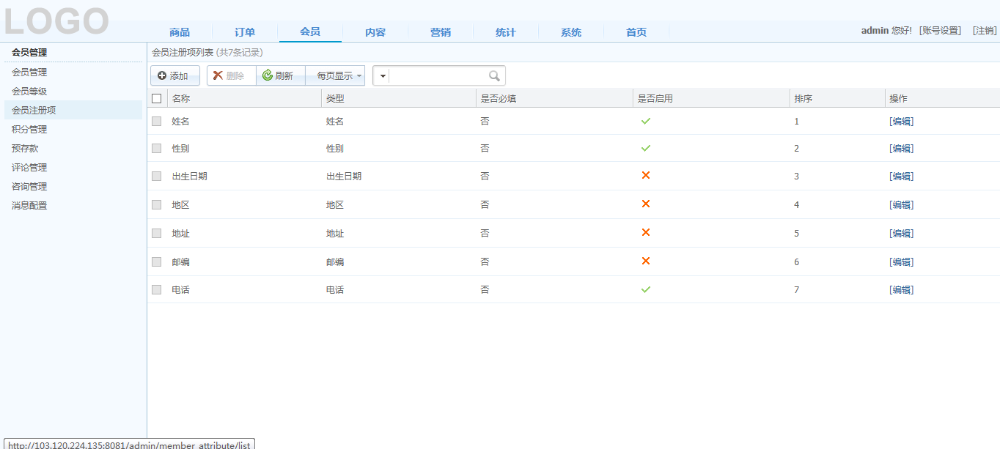 LOGO
商品 订单 会员 内容 营销 统计 系统 首页
admin 您好! [账号设置] [注销]
会员管理
会员管理
会员等级
会员注册项
积分管理
预存款
评论管理
咨询管理
消息配置
会员注册项列表 (共7条记录)
添加 删除 刷新 每页显示
名称 类型 是否必填 是否启用 排序 操作
姓名 姓名 否 1 [编辑]
性别 性别 否 2 [编辑]
出生日期 出生日期 否 3 [编辑]
地区 地区 否 4 [编辑]
地址 地址 否 5 [编辑]
邮编 邮编 否 6 [编辑]
电话 电话 否 7 [编辑]
http://103.120.224.135:8081/admin/member_attribute/list